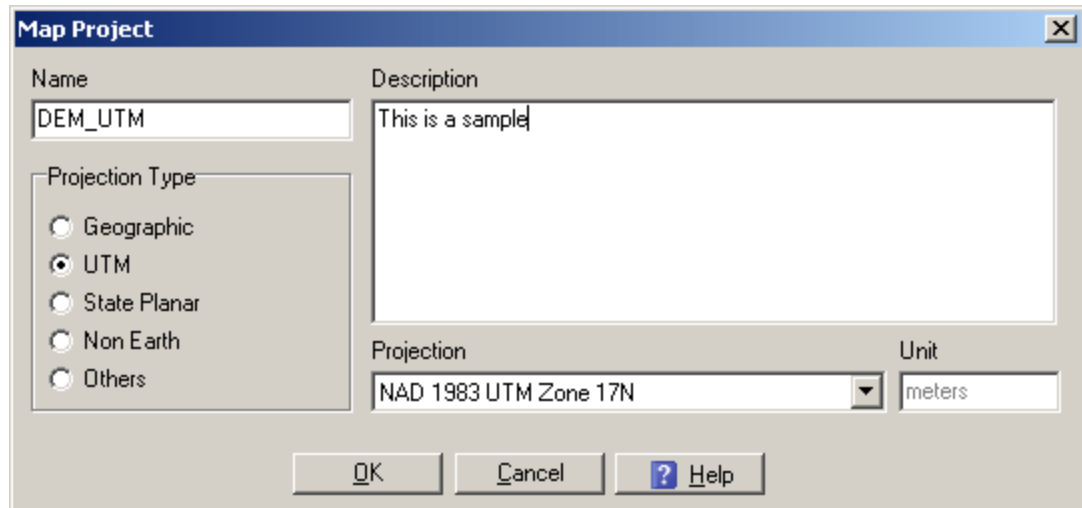 Map Project
Name
DEM_UTM
Description
This is a sample
Projection Type
Geographic
UTM
State Planar
Non Earth
Others
Projection
NAD 1983 UTM Zone 17N
Unit
meters
OK
Cancel
? Help